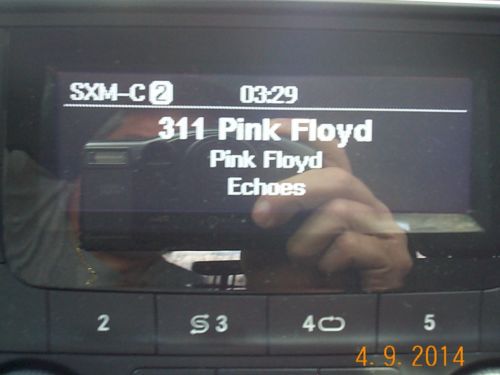 SXM-C 2 03:29
311 Pink Floyd
Pink Floyd
Echoes
2 3 4 5
4. 9. 2014